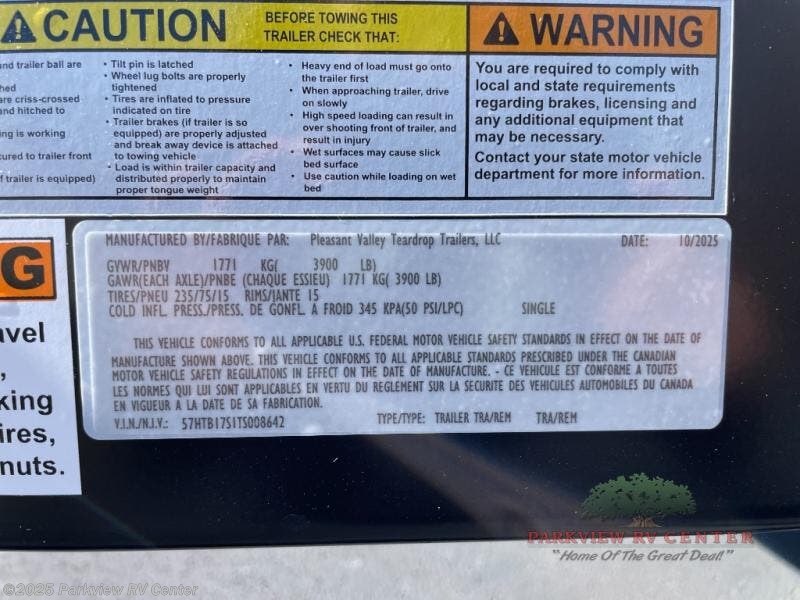 CAUTION
BEFORE TOWING THIS
TRAILER CHECK THAT:
and trailer ball are
hed
are criss-crossed
and hitched to
ing is working
cured to trailer front
f trailer is equipped)
• Tilt pin is latched
• Wheel lug bolts are properly
tightened
• Tires are inflated to pressure
indicated on tire
• Trailer brakes (if trailer is so
equipped) are properly adjusted
and break away device is attached
to towing vehicle
• Load is within trailer capacity and
distributed properly to maintain
proper tongue weight
• Heavy end of load must go onto
the trailer first
• When approaching trailer, drive
on slowly
• High speed loading can result in
over shooting front of trailer, and
result in injury
• Wet surfaces may cause slick
bed surface
• Use caution while loading on wet
bed
WARNING
You are required to comply with
local and state requirements
regarding brakes, licensing and
any additional equipment that
may be necessary.
Contact your state motor vehicle
department for more information.
G
avel
,
king
ires,
nuts.
MANUFACTURED BY/FABRIQUE PAR: Pleasant Valley Teardrop Trailers, LLC DATE: 10/2025
GVWR/PNBV 1771 KG( 3900 LB)
GAWR(EACH AXLE)/PNBE (CHAQUE ESSIEU) 1771 KG( 3900 LB)
TIRES/PNEU 235/75/15 RIMS/JANTE 15
COLD INFL. PRESS./PRESS. DE GONFL. A FROID 345 KPA(50 PSI/LPC) SINGLE
THIS VEHICLE CONFORMS TO ALL APPLICABLE U.S. FEDERAL MOTOR VEHICLE SAFETY STANDARDS IN EFFECT ON THE DATE OF
MANUFACTURE SHOWN ABOVE. THIS VEHICLE CONFORMS TO ALL APPLICABLE STANDARDS PRESCRIBED UNDER THE CANADIAN
MOTOR VEHICLE SAFETY REGULATIONS IN EFFECT ON THE DATE OF MANUFACTURE. - CE VEHICULE EST CONFORME A TOUTES
LES NORMES QUI LUI SONT APPLICABLES EN VERTU DU REGLEMENT SUR LA SECURITE DES VEHICULES AUTOMOBILES DU CANADA
EN VIGUEUR A LA DATE DE SA FABRICATION.
V.I.N./N.I.V.: 57HTB17S1TS008642 TYPE/TYPE: TRAILER TRA/REM TRA/REM
PARKVIEW RV CENTER
"Home Of The Great Deal!"
©2025 Parkview RV Center